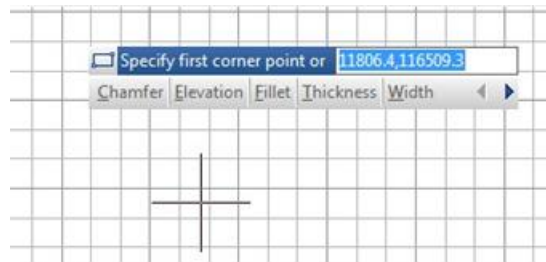 Specify first corner point or 11806.4,116509.3
Chamfer Elevation Fillet Thickness Width